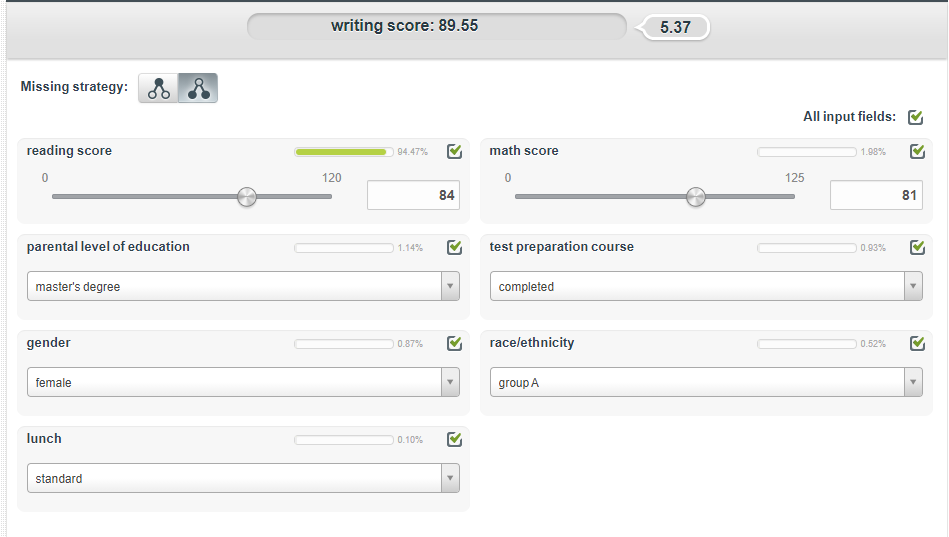 writing score: 89.55
5.37
Missing strategy:
All input fields:
reading score 94.47%
0 120
84
math score 1.98%
0 125
81
parental level of education 1.14%
master's degree
test preparation course 0.93%
completed
gender 0.87%
female
race/ethnicity 0.52%
group A
lunch 0.10%
standard